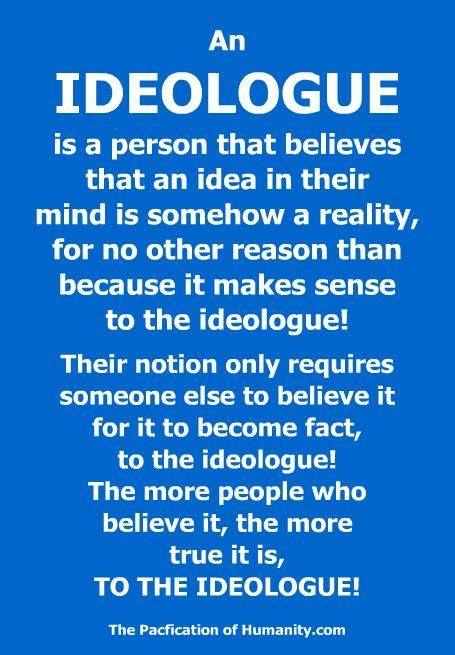 An
IDEOLOGUE
is a person that believes
that an idea in their
mind is somehow a reality,
for no other reason than
because it makes sense
to the ideologue!
Their notion only requires
someone else to believe it
for it to become fact,
to the ideologue!
The more people who
believe it, the more
true it is,
TO THE IDEOLOGUE!
The Pacfication of Humanity.com